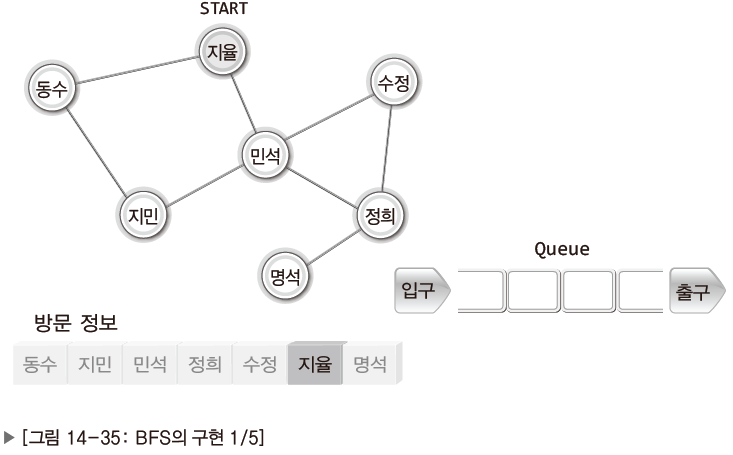 START
지율
동수
수정
민석
지민
정희
명석
Queue
입구
출구
방문 정보
동수 지민 민석 정희 수정 지율 명석
▶ [그림 14-35: BFS의 구현 1/5]